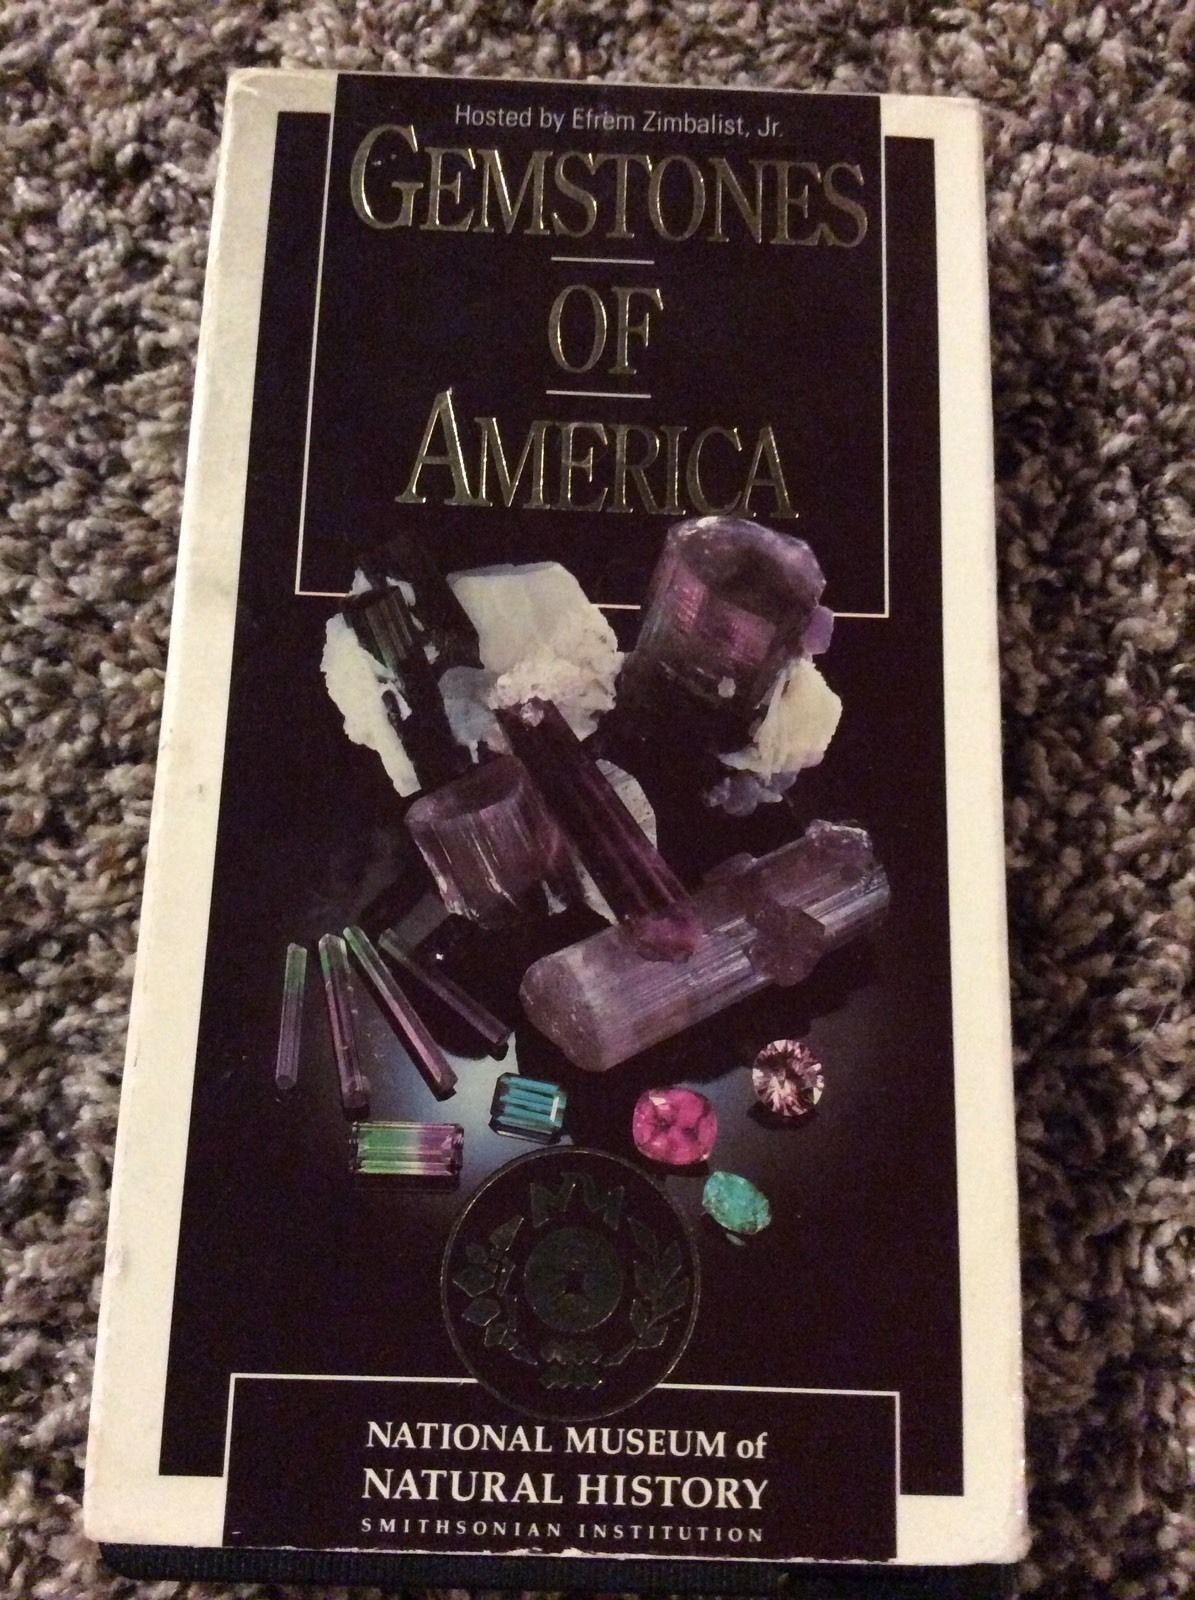 Hosted by Efrem Zimbalist, Jr.
GEMSTONES
OF
AMERICA
NATIONAL MUSEUM of
NATURAL HISTORY
SMITHSONIAN INSTITUTION